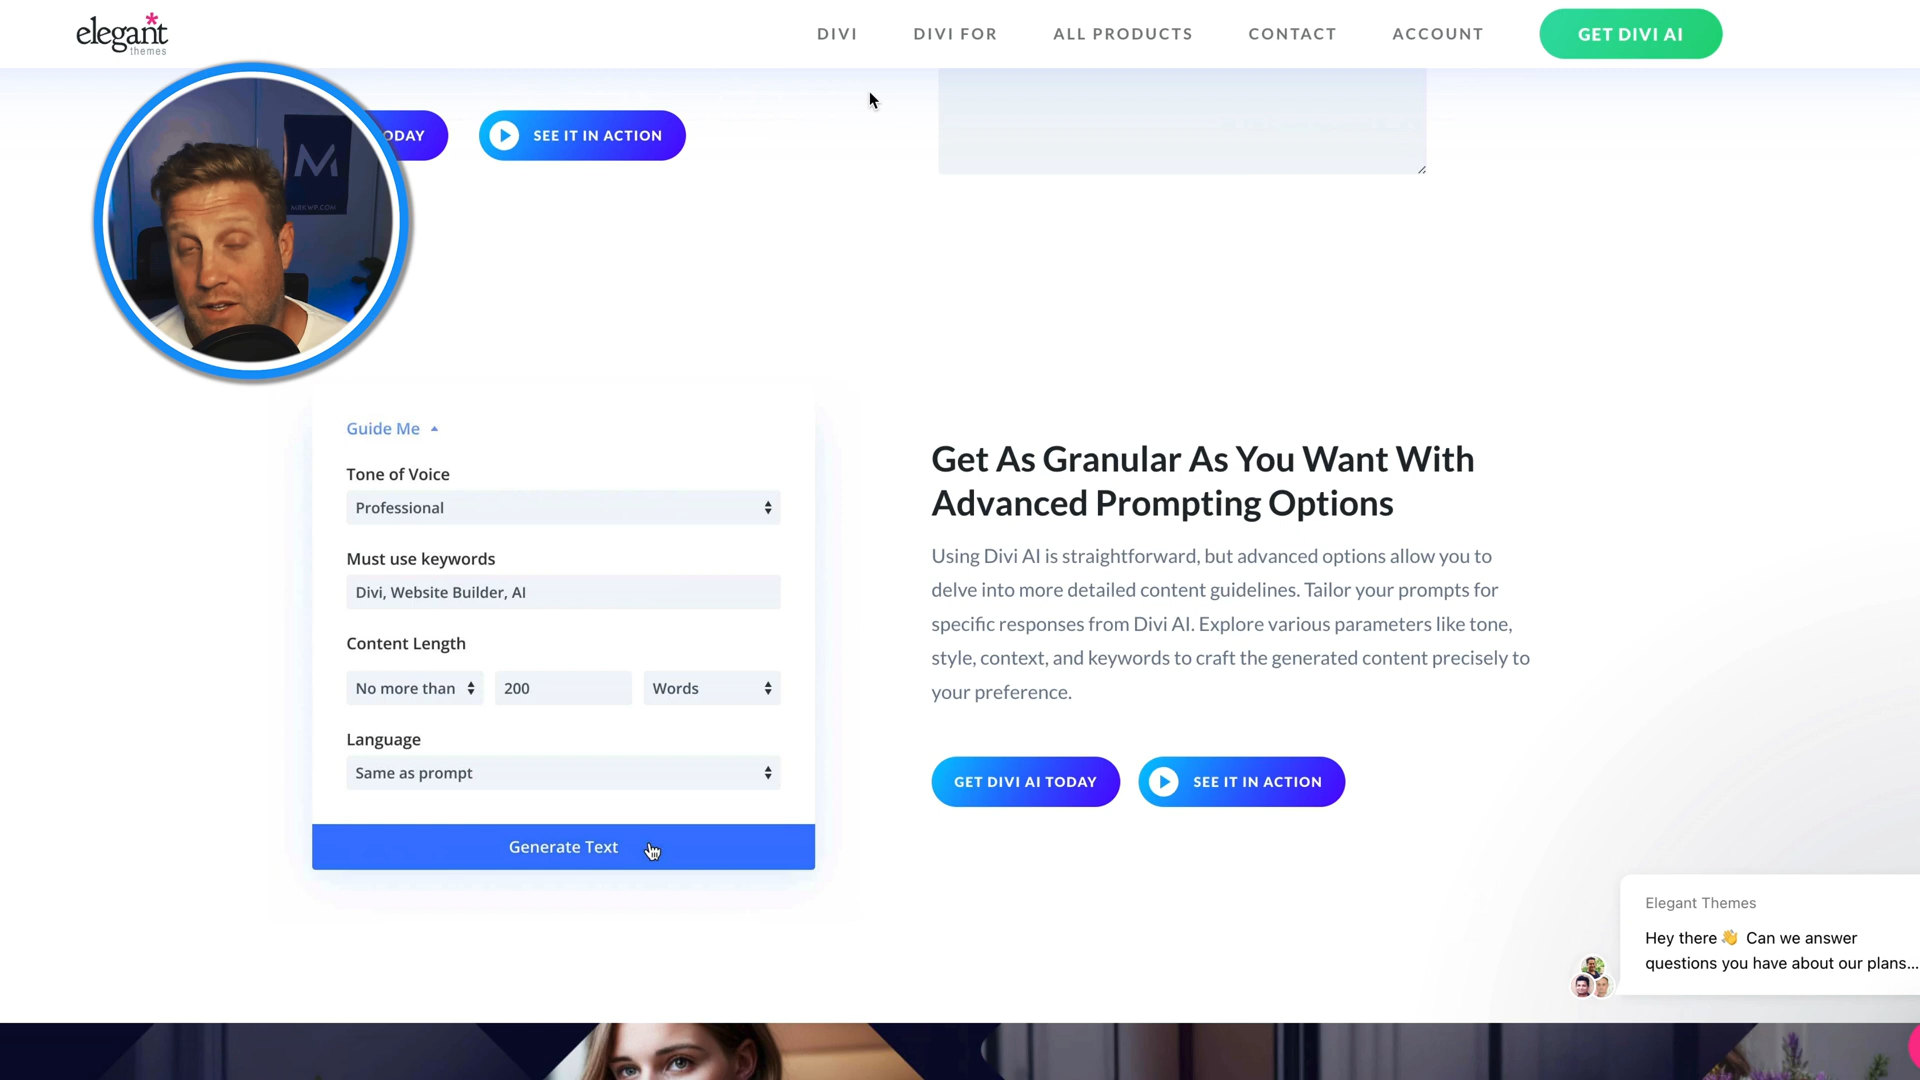 elegant
themes
DIVI
DIVI FOR
ALL PRODUCTS
CONTACT
ACCOUNT
GET DIVI AI
SEE IT IN ACTION
M
MRKWP.COM
Guide Me
Tone of Voice
Professional
Must use keywords
Divi, Website Builder, AI
Content Length
No more than
200
Words
Language
Same as prompt
Generate Text
Get As Granular As You Want With
Advanced Prompting Options
Using Divi AI is straightforward, but advanced options allow you to
delve into more detailed content guidelines. Tailor your prompts for
specific responses from Divi AI. Explore various parameters like tone,
style, context, and keywords to craft the generated content precisely to
your preference.
GET DIVI AI TODAY
SEE IT IN ACTION
Elegant Themes
Hey there 👋 Can we answer
questions you have about our plans...